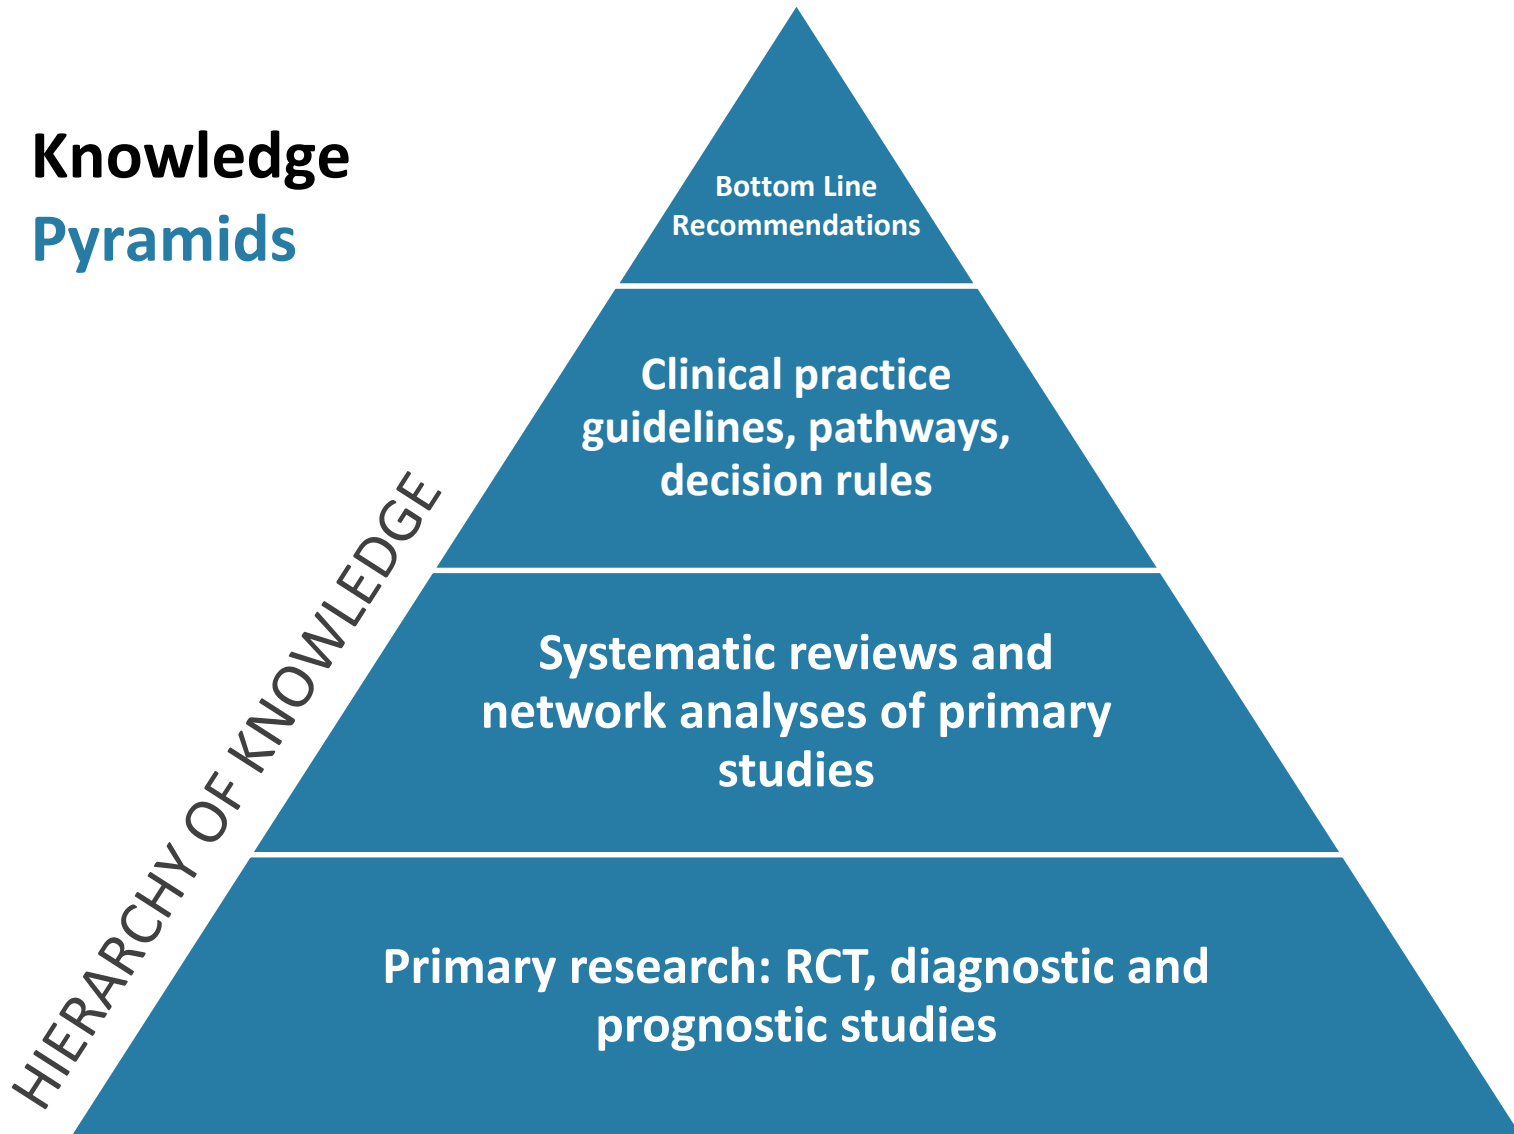 Knowledge
Pyramids
Bottom Line
Recommendations
Clinical practice
guidelines, pathways,
decision rules
Systematic reviews and
network analyses of primary
studies
Primary research: RCT, diagnostic and
prognostic studies
HIERARCHY OF KNOWLEDGE